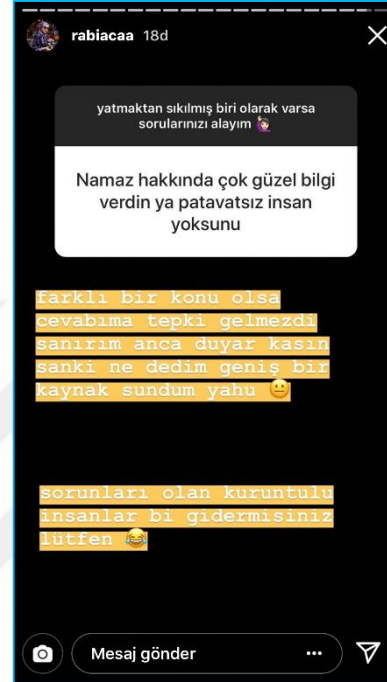 rabiacaa 18d
yatmaktan sıkılmış biri olarak varsa
sorularınızı alayım 🙋🏻‍♀️
Namaz hakkında çok güzel bilgi
verdin ya patavatsız insan
yoksunu
farklı bir konu olsa
cevabıma tepki gelmezdi
sanırım anca duyar kasın
sanki ne dedim geniş bir
kaynak sundum yahu 😐
sorunları olan kuruntulu
insanlar bi gidermisiniz
lütfen 😂
Mesaj gönder